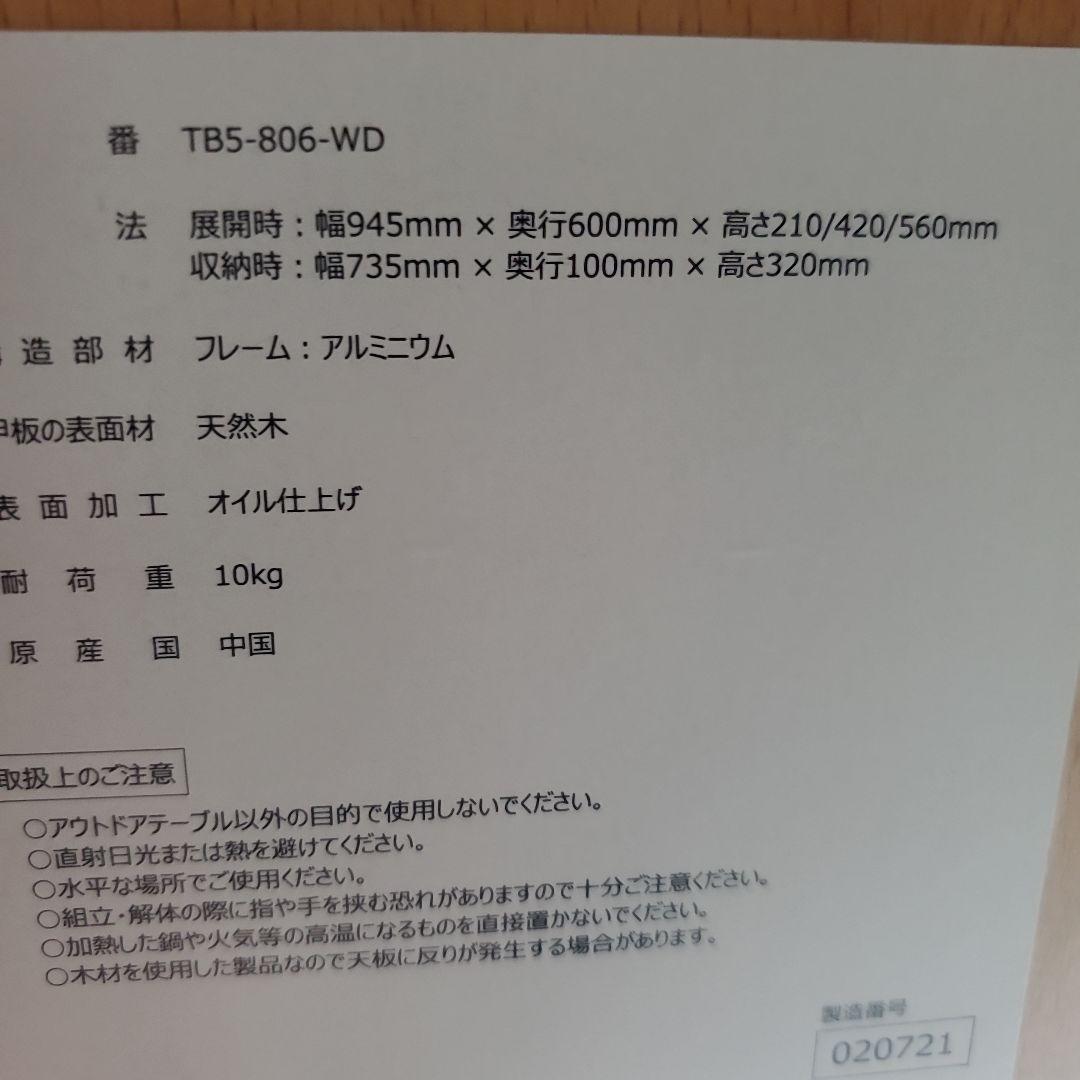 番 TB5-806-WD
法 展開時：幅945mm × 奥行600mm × 高さ210/420/560mm
収納時：幅735mm × 奥行100mm × 高さ320mm
造部材 フレーム：アルミニウム
甲板の表面材 天然木
表面加工 オイル仕上げ
耐荷重 10kg
原産国 中国
取扱上のご注意
○アウトドアテーブル以外の目的で使用しないでください。
○直射日光または熱を避けてください。
○水平な場所でご使用ください。
○組立・解体の際に指や手を挟む恐れがありますので十分ご注意ください。
○加熱した鍋や火気等の高温になるものを直接置かないでください。
○木材を使用した製品なので天板に反りが発生する場合があります。
製造番号
020721